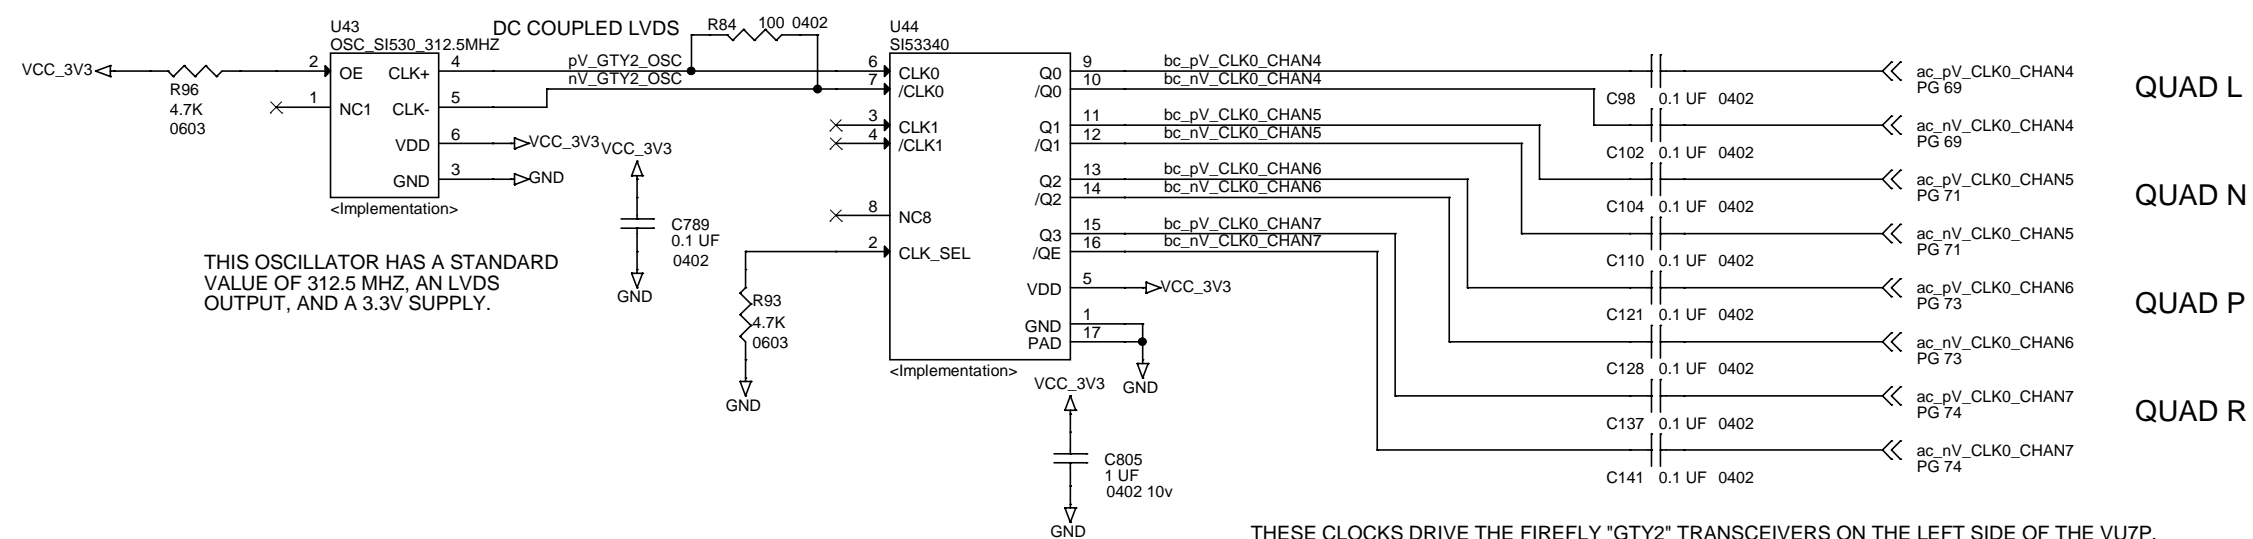 U43
OSC_SI530_312.5MHZ
DC COUPLED LVDS
R84 100 0402
U44
SI53340
VCC_3V3
R96
4.7K
0603
2 OE CLK+ 4
1 NC1 CLK- 5
VDD 6 VCC_3V3
GND 3 GND
<Implementation>
pV_GTY2_OSC
nV_GTY2_OSC
VCC_3V3
C789
0.1 UF
0402
GND
THIS OSCILLATOR HAS A STANDARD
VALUE OF 312.5 MHZ, AN LVDS
OUTPUT, AND A 3.3V SUPPLY.
R93
4.7K
0603
GND
6 CLK0
7 /CLK0
3 CLK1
4 /CLK1
8 NC8
2 CLK_SEL
Q0 9 bc_pV_CLK0_CHAN4
/Q0 10 bc_nV_CLK0_CHAN4
Q1 11 bc_pV_CLK0_CHAN5
/Q1 12 bc_nV_CLK0_CHAN5
Q2 13 bc_pV_CLK0_CHAN6
/Q2 14 bc_nV_CLK0_CHAN6
Q3 15 bc_pV_CLK0_CHAN7
/QE 16 bc_nV_CLK0_CHAN7
VDD 5 VCC_3V3
GND 1
PAD 17
GND
<Implementation>
VCC_3V3
C805
1 UF
0402 10v
GND
C98 0.1 UF 0402
C102 0.1 UF 0402
C104 0.1 UF 0402
C110 0.1 UF 0402
C121 0.1 UF 0402
C128 0.1 UF 0402
C137 0.1 UF 0402
C141 0.1 UF 0402
ac_pV_CLK0_CHAN4
PG 69
ac_nV_CLK0_CHAN4
PG 69
ac_pV_CLK0_CHAN5
PG 71
ac_nV_CLK0_CHAN5
PG 71
ac_pV_CLK0_CHAN6
PG 73
ac_nV_CLK0_CHAN6
PG 73
ac_pV_CLK0_CHAN7
PG 74
ac_nV_CLK0_CHAN7
PG 74
QUAD L
QUAD N
QUAD P
QUAD R
THESE CLOCKS DRIVE THE FIREFLY "GTY2" TRANSCEIVERS ON THE LEFT SIDE OF THE VU7P.